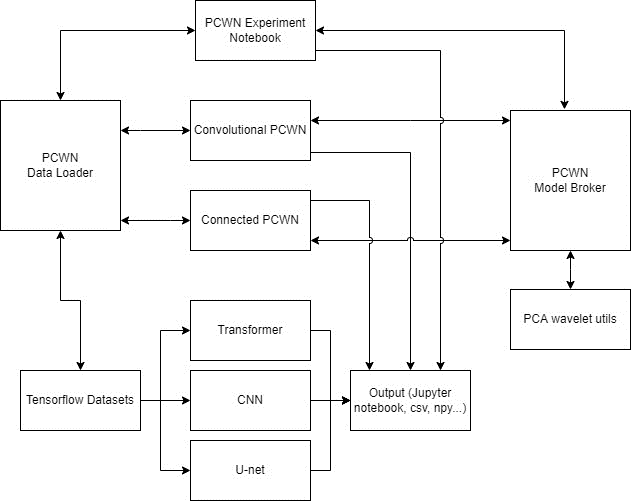 PCWN Experiment
Notebook
PCWN
Data Loader
Convolutional PCWN
PCWN
Model Broker
Connected PCWN
PCA wavelet utils
Transformer
Tensorflow Datasets
CNN
Output (Jupyter
notebook, csv, npy...)
U-net